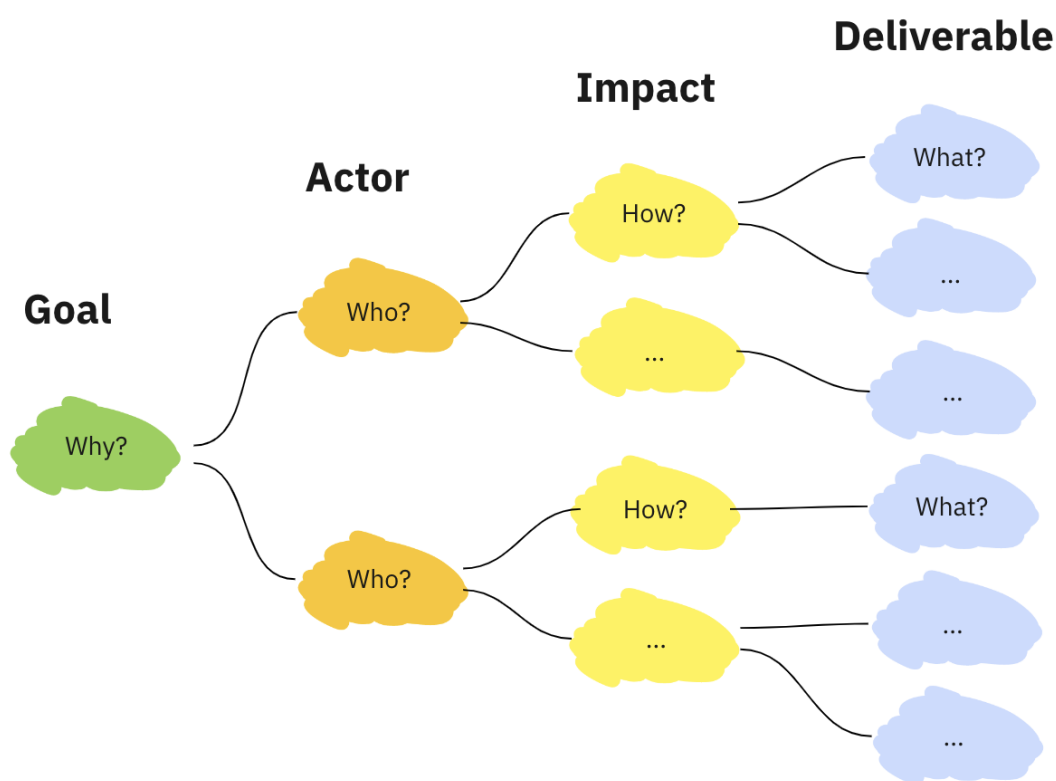 Deliverable
Impact
Actor
Goal
Why?
Who?
Who?
How?
...
How?
...
What?
...
...
What?
...
...